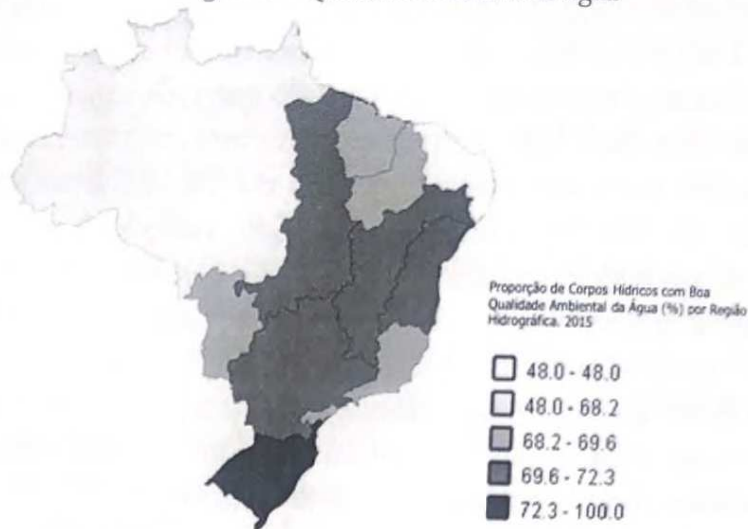 Proporção de Corpos Hídricos com Boa
Qualidade Ambiental da Água (%) por Região
Hidrográfica. 2015
48.0 - 48.0
48.0 - 68.2
68.2 - 69.6
69.6 - 72.3
72.3 - 100.0